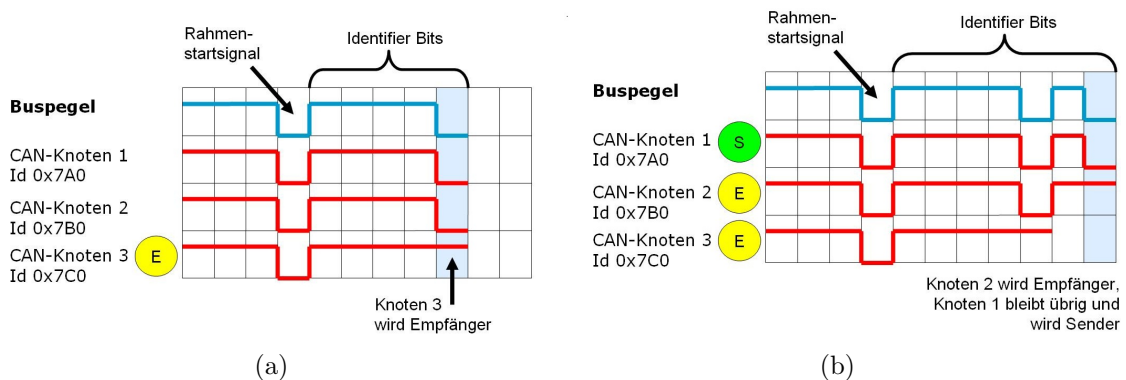 Rahmen-
startsignal
Identifier Bits
Buspegel
CAN-Knoten 1
Id 0x7A0
CAN-Knoten 2
Id 0x7B0
CAN-Knoten 3
Id 0x7C0
E
Knoten 3
wird Empfänger
(a)
Rahmen-
startsignal
Identifier Bits
Buspegel
CAN-Knoten 1
Id 0x7A0
S
CAN-Knoten 2
Id 0x7B0
E
CAN-Knoten 3
Id 0x7C0
E
Knoten 2 wird Empfänger,
Knoten 1 bleibt übrig und
wird Sender
(b)